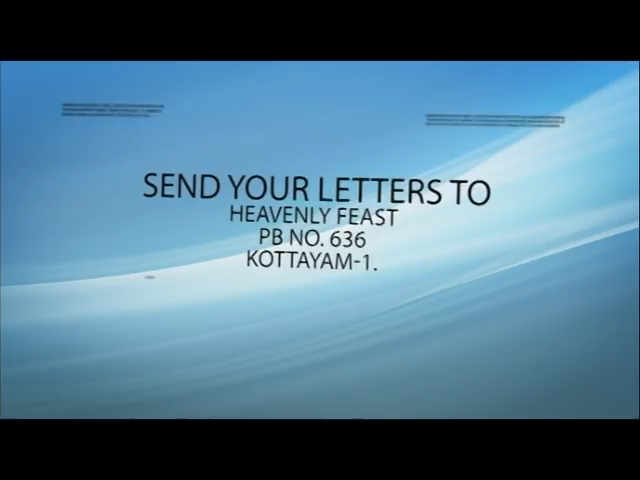 SEND YOUR LETTERS TO
HEAVENLY FEAST
PB NO. 636
KOTTAYAM-1.